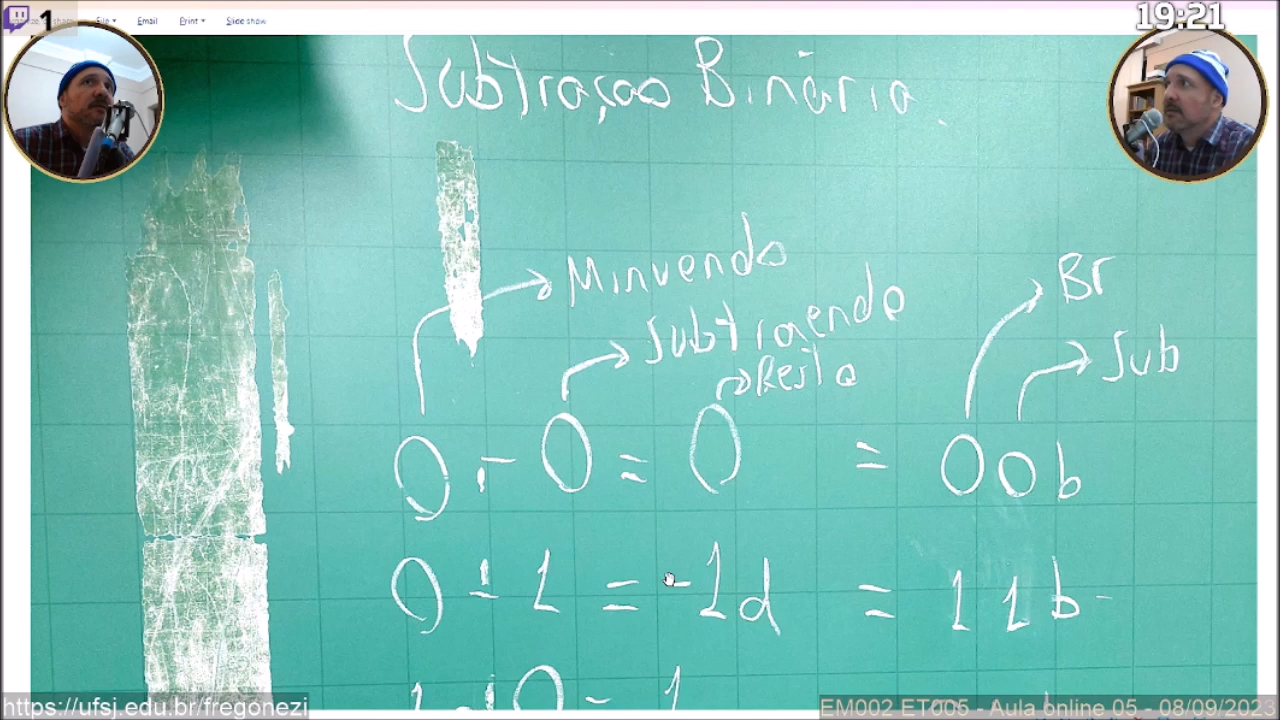 1
File ▾ Email Print ▾ Slide show
19:21
Subtração Binária.
Minuendo
Subtraendo
Resto
Br
Sub
0 - 0 = 0 = 00b
0 - 1 = -1d = 11b
1 - 0 = 1
https://ufsj.edu.br/fregonezi
EM002 ET005 - Aula online 05 - 08/09/2023